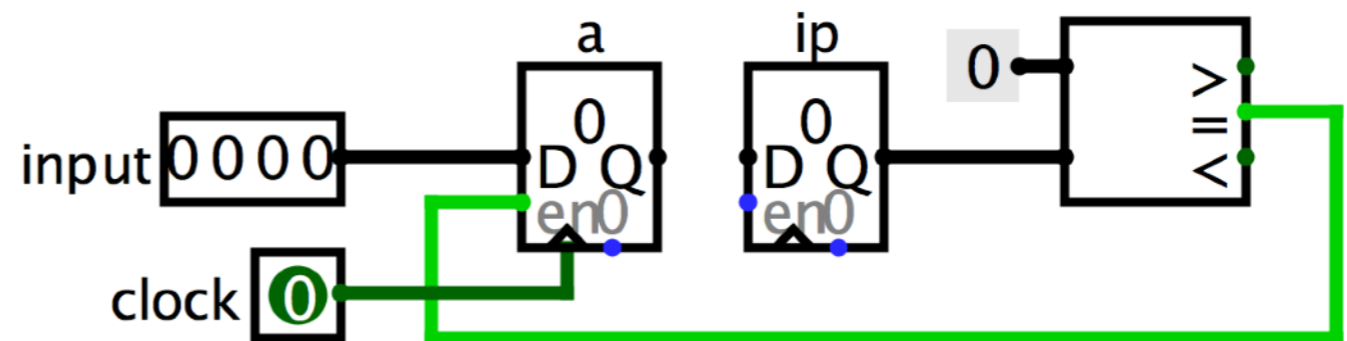 a ip
0
input 0000 0 0 >
D Q D Q =
en0 en0 <
clock 0